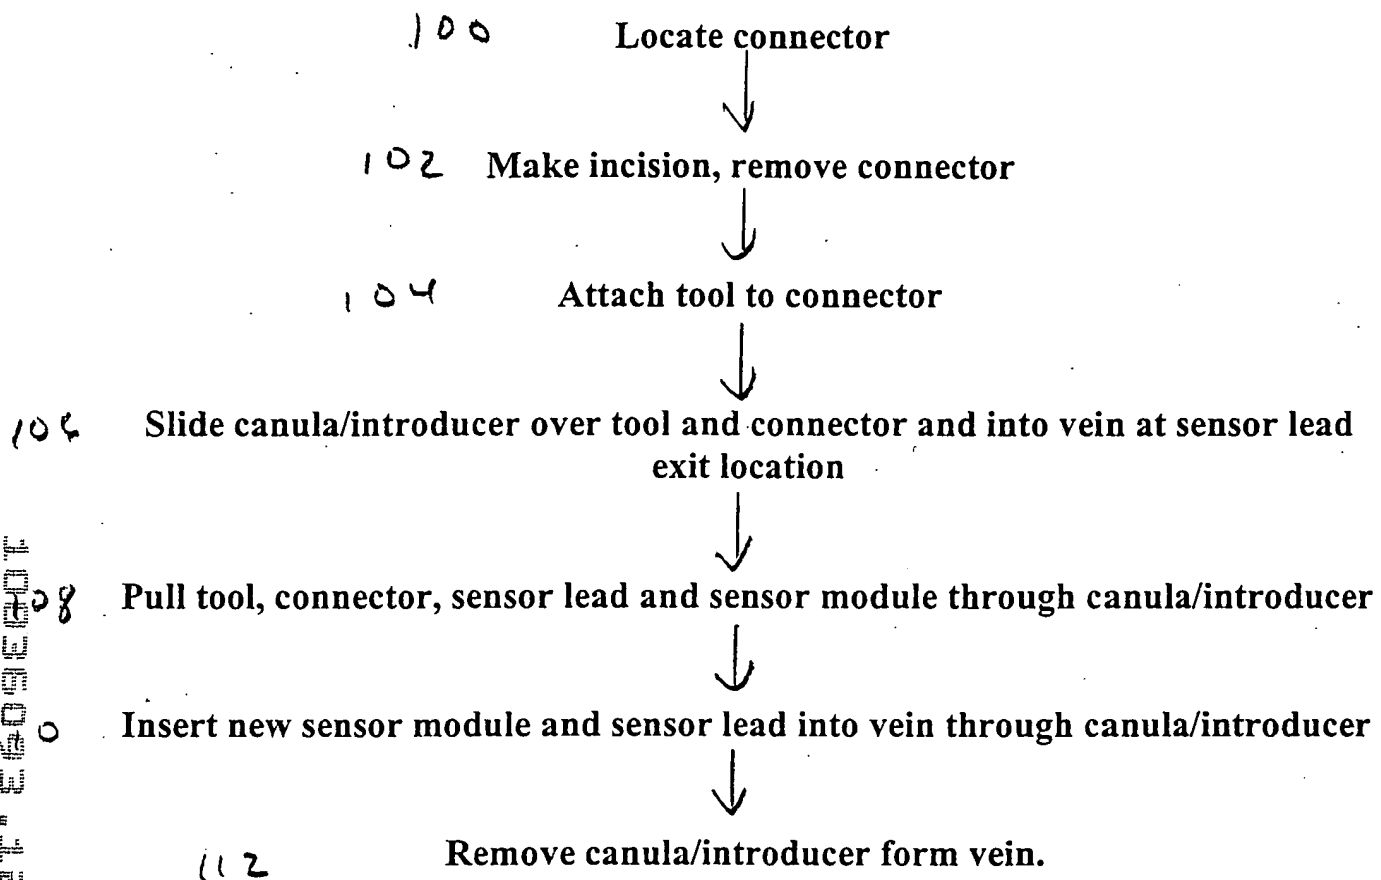 100 Locate connector
102 Make incision, remove connector
104 Attach tool to connector
106 Slide canula/introducer over tool and connector and into vein at sensor lead
exit location
08 Pull tool, connector, sensor lead and sensor module through canula/introducer
0 Insert new sensor module and sensor lead into vein through canula/introducer
112 Remove canula/introducer form vein.